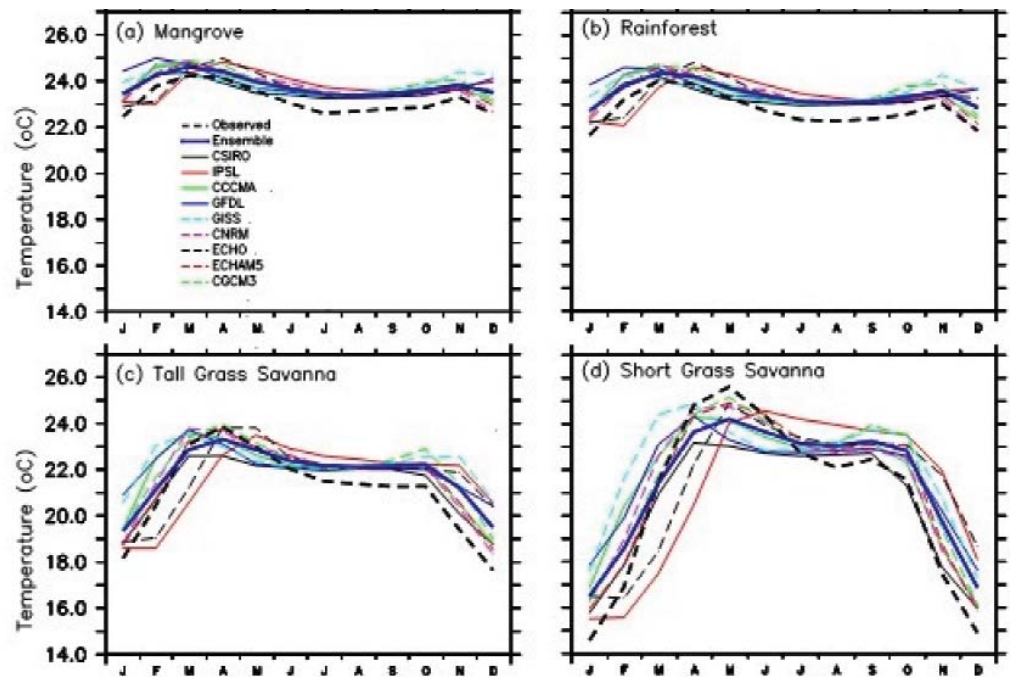 (a) Mangrove
(b) Rainforest
26.0
24.0
22.0
20.0
18.0
16.0
14.0
Temperature (oC)
Observed
Ensemble
CSIRO
IPSL
CCCMA
GFDL
GISS
CNRM
ECHO
ECHAM5
CGCM3
J F M A M J J A S O N D
J F M A M J J A S O N D
(c) Tall Grass Savanna
(d) Short Grass Savanna
26.0
24.0
22.0
20.0
18.0
16.0
14.0
Temperature (oC)
J F M A M J J A S O N D
J F M A M J J A S O N D